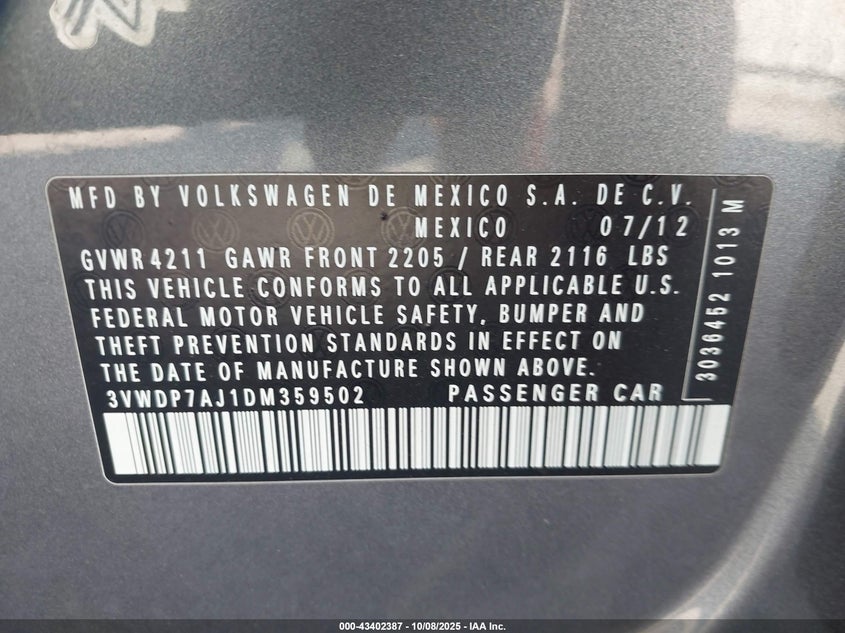 MFD BY VOLKSWAGEN DE MEXICO S.A. DE C.V.
MEXICO 07/12
GVWR 4211 GAWR FRONT 2205 / REAR 2116 LBS
THIS VEHICLE CONFORMS TO ALL APPLICABLE U.S.
FEDERAL MOTOR VEHICLE SAFETY, BUMPER AND
THEFT PREVENTION STANDARDS IN EFFECT ON
THE DATE OF MANUFACTURE SHOWN ABOVE.
3VWDP7AJ1DM359502 PASSENGER CAR
3036452 1013 M
000-43402387 - 10/08/2025 - IAA Inc.